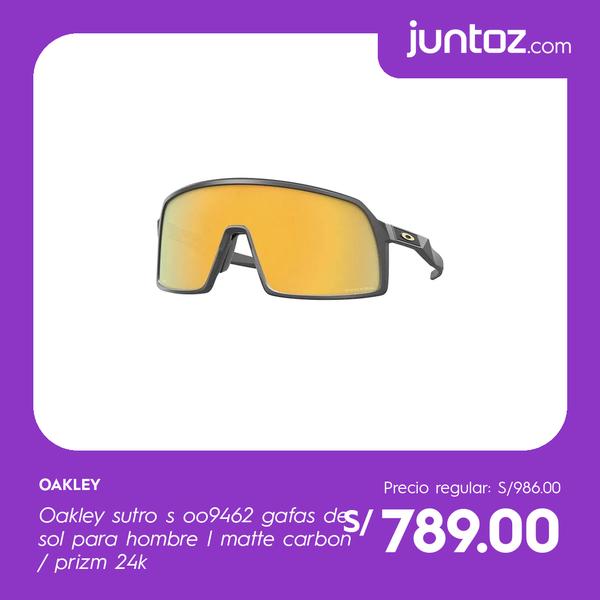 juntoz.com
OAKLEY
Oakley sutro s oo9462 gafas de
sol para hombre | matte carbon
/ prizm 24k
Precio regular: S/986.00
S/ 789.00